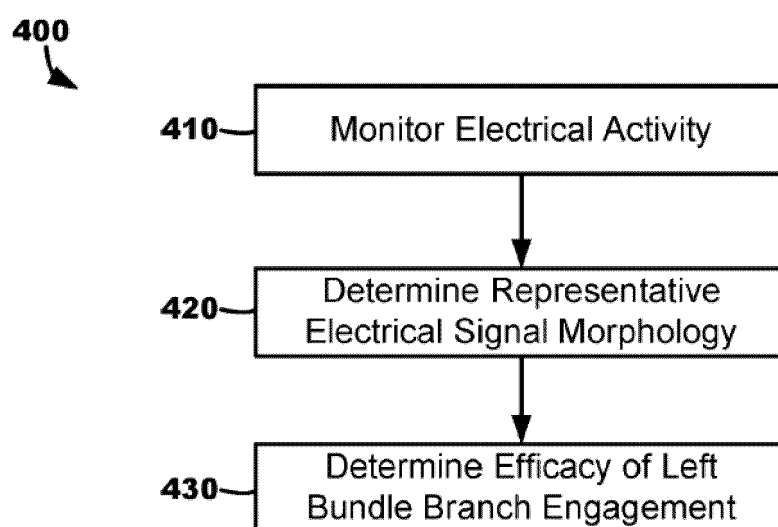 400
410
Monitor Electrical Activity
420
Determine Representative
Electrical Signal Morphology
430
Determine Efficacy of Left
Bundle Branch Engagement